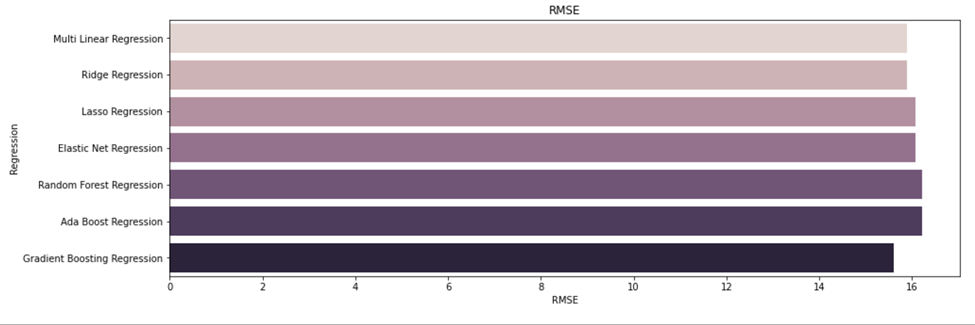 RMSE
Regression
Multi Linear Regression
Ridge Regression
Lasso Regression
Elastic Net Regression
Random Forest Regression
Ada Boost Regression
Gradient Boosting Regression
0 2 4 6 8 10 12 14 16
RMSE